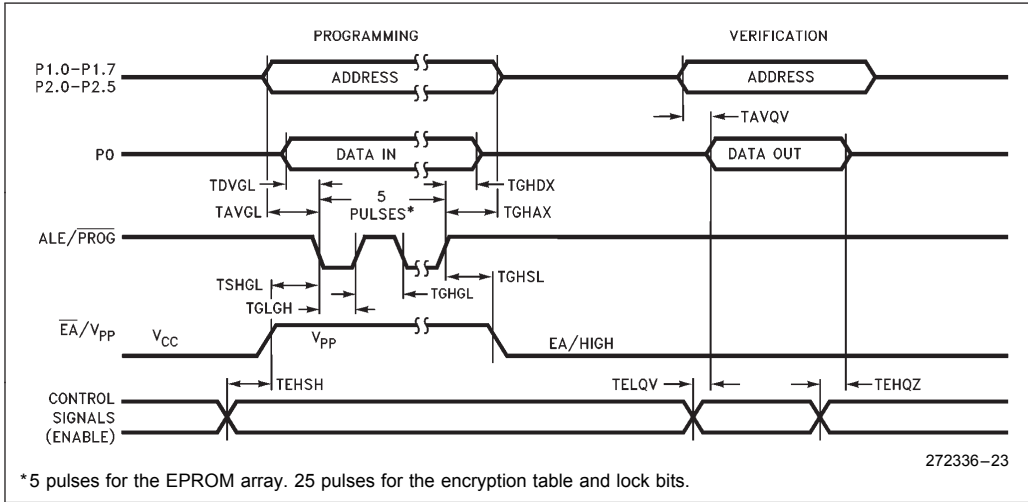 PROGRAMMING
VERIFICATION
P1.0–P1.7
P2.0–P2.5
ADDRESS
ADDRESS
TAVQV
P0
DATA IN
DATA OUT
TDVGL
5
PULSES*
TGHDX
TAVGL
TGHAX
ALE/PROG
TSHGL
TGHSL
TGHGL
TGLGH
EA/VPP
VCC
VPP
EA/HIGH
TEHSH
TELQV
TEHQZ
CONTROL
SIGNALS
(ENABLE)
272336–23
*5 pulses for the EPROM array. 25 pulses for the encryption table and lock bits.